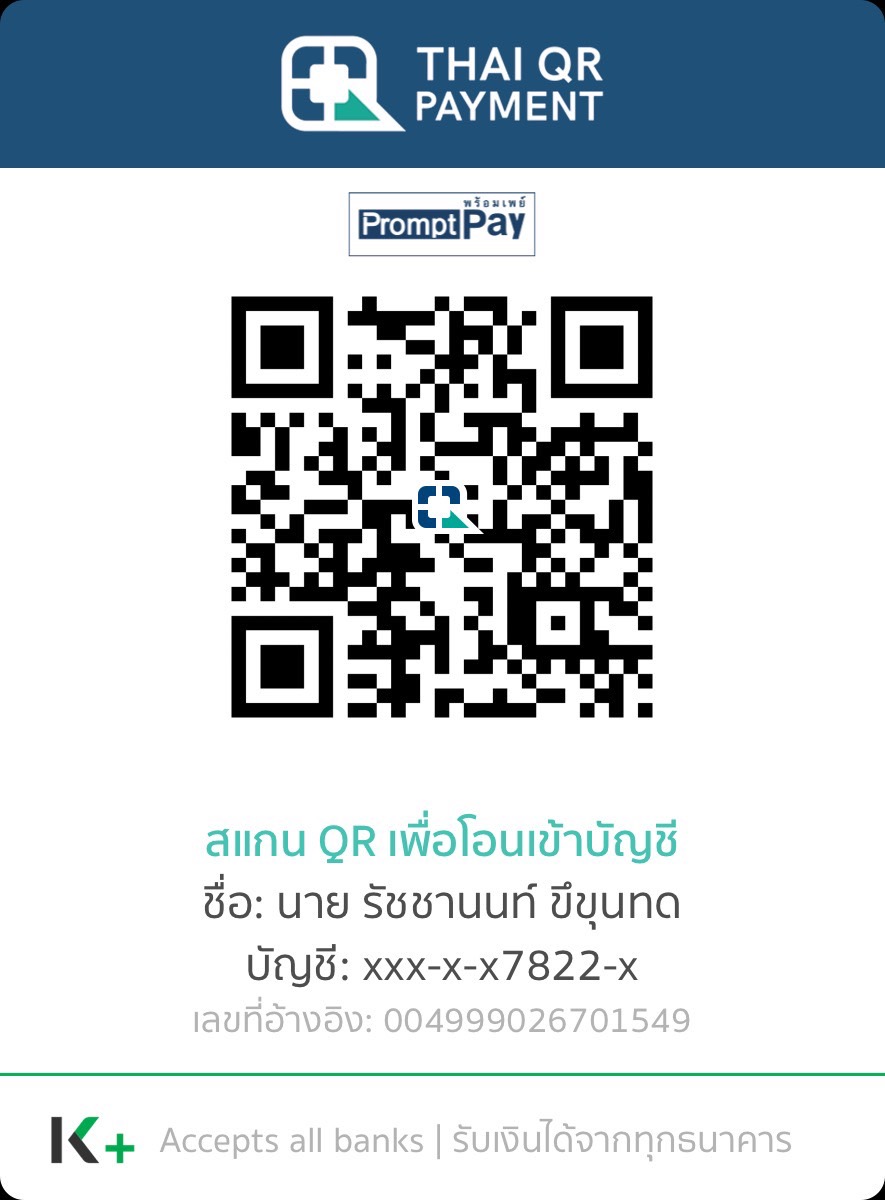 THAI QR
PAYMENT
พร้อมเพย์
PromptPay
สแกน QR เพื่อโอนเข้าบัญชี
ชื่อ: นาย รัชชานนท์ ขึขุนทด
บัญชี: xxx-x-x7822-x
เลขที่อ้างอิง: 004999026701549
K+ Accepts all banks | รับเงินได้จากทุกธนาคาร